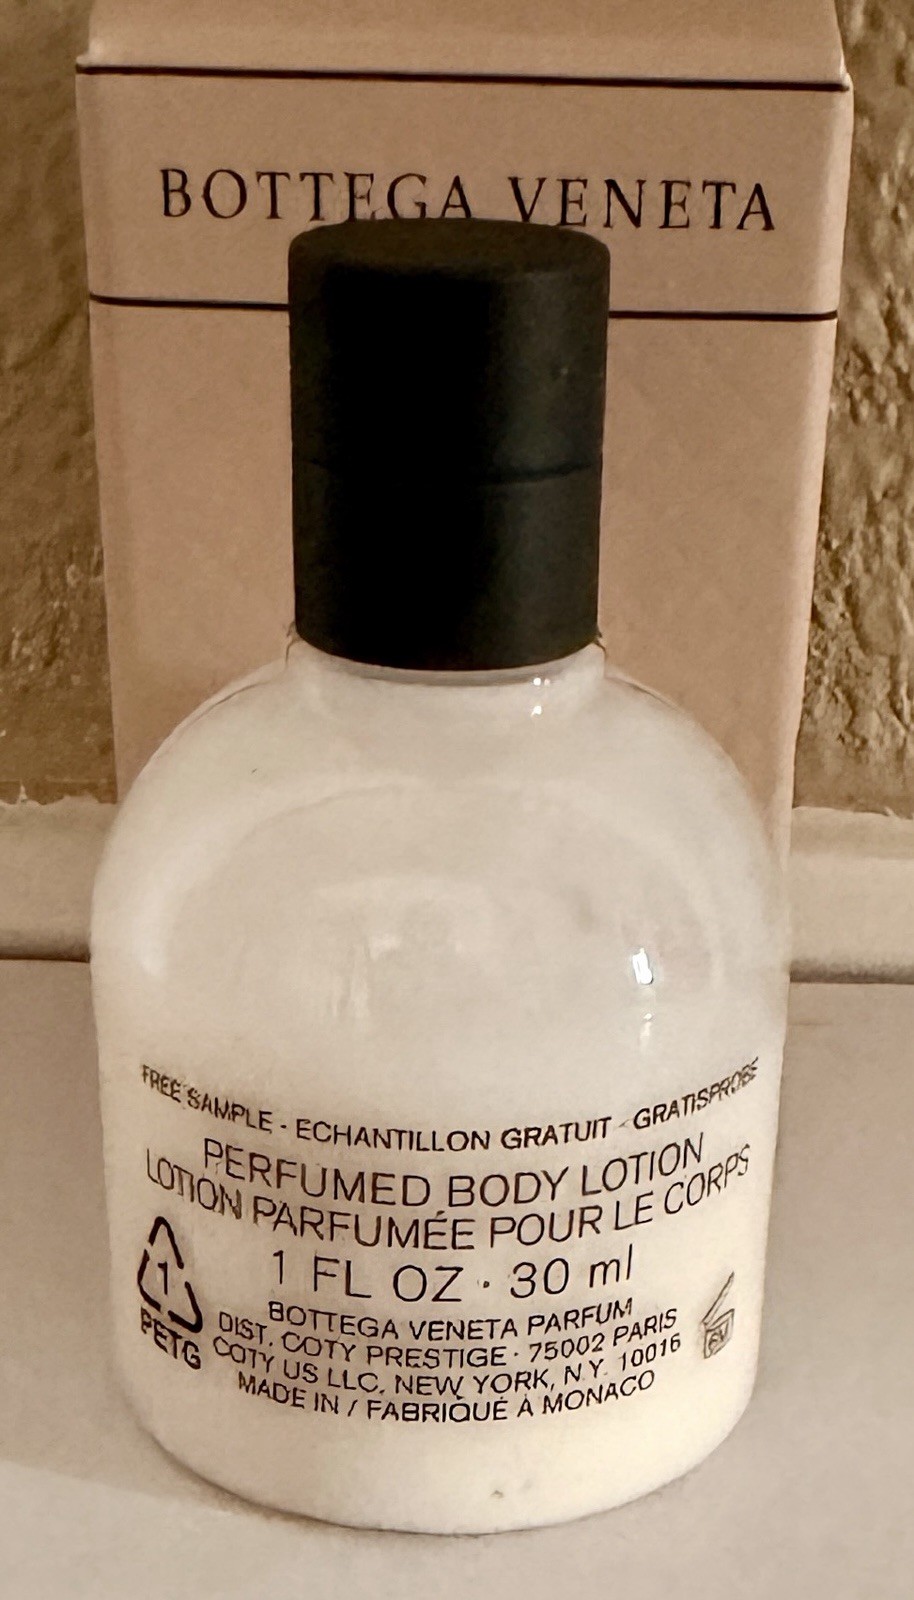 BOTTEGA VENETA
FREE SAMPLE - ECHANTILLON GRATUIT - GRATISPROBE
PERFUMED BODY LOTION
LOTION PARFUMÉE POUR LE CORPS
1 FL OZ · 30 ml
BOTTEGA VENETA PARFUM
DIST. COTY PRESTIGE · 75002 PARIS
COTY US LLC, NEW YORK, N.Y. 10016
MADE IN / FABRIQUÉ À MONACO
1
PETG